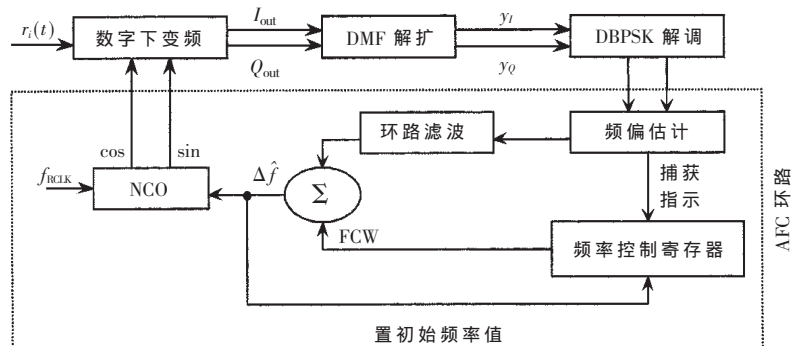 r_i(t)
数字下变频
I_out
Q_out
DMF 解扩
y_I
y_Q
DBPSK 解调
环路滤波
频偏估计
cos
sin
f_RCLK
NCO
Δf̂
Σ
捕获
指示
FCW
频率控制寄存器
置初始频率值
AFC 环路